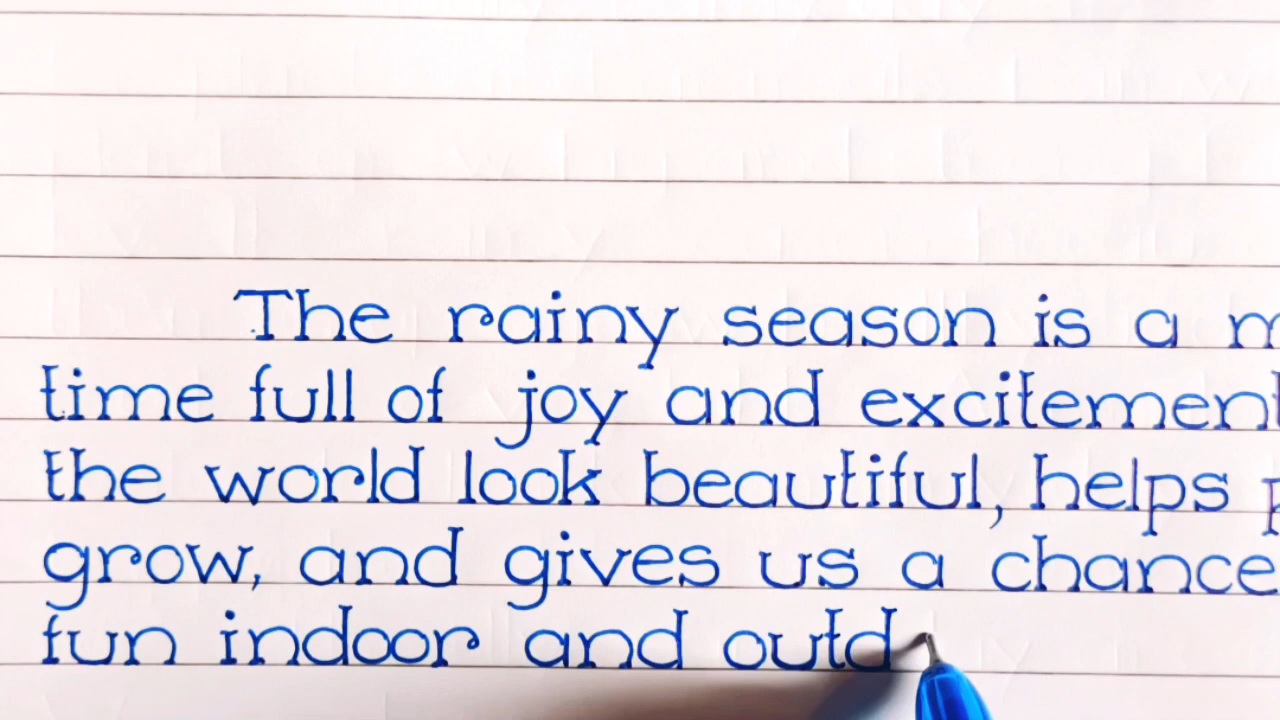 The rainy season is a m
time full of joy and excitement
the world look beautiful, helps p
grow, and gives us a chance
fun indoor and outd